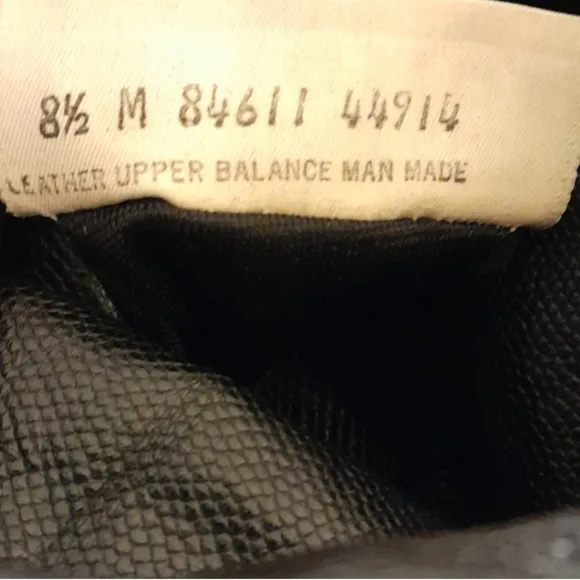 8½ M 84611 44914
LEATHER UPPER BALANCE MAN MADE